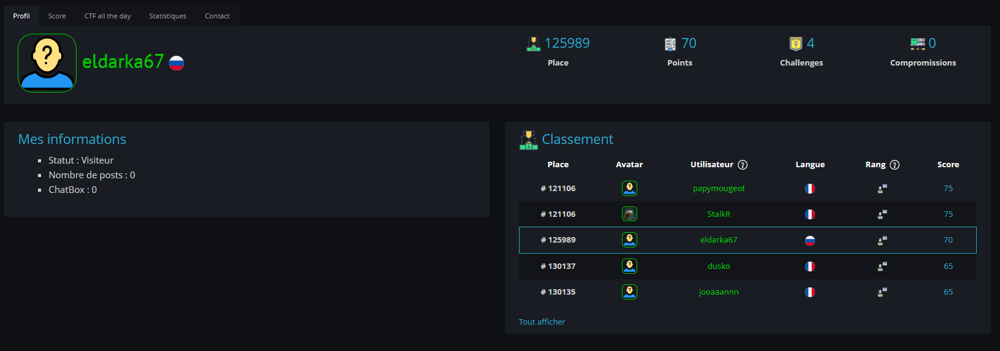 Profil Score CTF all the day Statistiques Contact
eldarka67
125989 70 4 0
Place Points Challenges Compromissions
Mes informations
Statut : Visiteur
Nombre de posts : 0
ChatBox : 0
Classement
Place Avatar Utilisateur ? Langue Rang ? Score
# 121106 papymougeot 75
# 121106 StalkR 75
# 125989 eldarka67 70
# 130137 dusko 65
# 130135 jooaaannn 65
Tout afficher